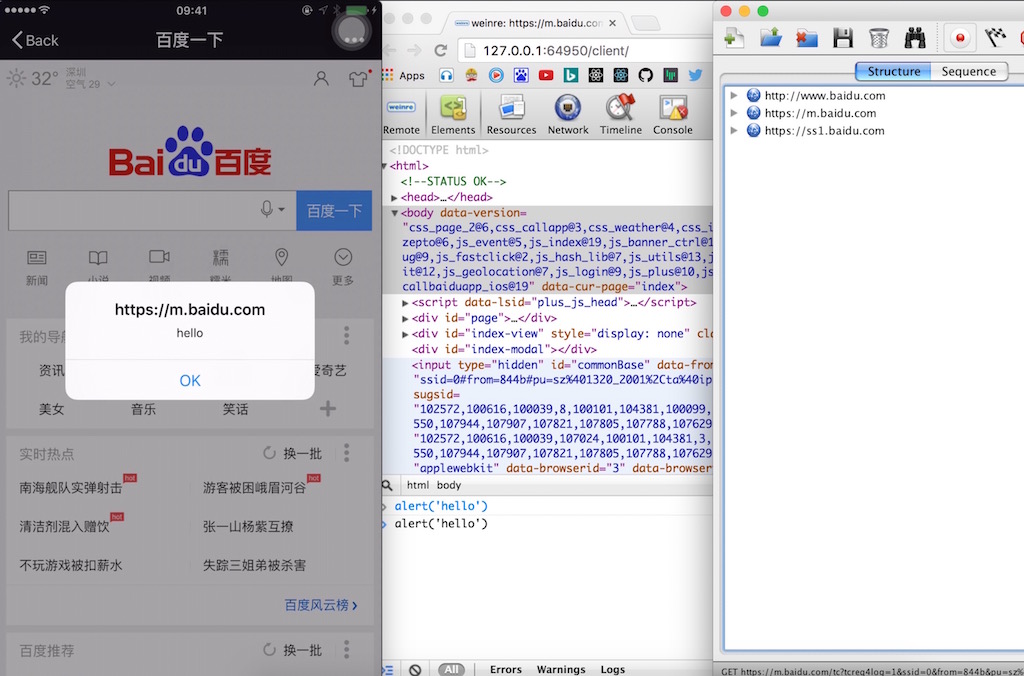 09:41
Back
百度一下
32°
深圳
空气 29
Bai du 百度
百度一下
新闻
小说
视频
糯
糯米
地图
更多
https://m.baidu.com
hello
OK
我的导航
资讯
爱奇艺
美女
音乐
笑话
实时热点
换一批
南海舰队实弹射击 hot
游客被困峨眉河谷 hot
清洁剂混入赠饮 hot
张一山杨紫互撩
不玩游戏被扣薪水
失踪三姐弟被杀害
百度风云榜
百度推荐
换一批
weinre: https://m.baidu.com
127.0.0.1:64950/client/
Apps
weinre
Remote
Elements
Resources
Network
Timeline
Console
<!DOCTYPE html>
<html>
<!--STATUS OK-->
<head>…</head>
<body data-version=
"css_page_2@6,css_callapp@3,css_weather@4,css_i
zepto@6,js_event@5,js_index@19,js_banner_ctrl@1
ug@9,js_fastclick@2,js_hash_lib@7,js_utils@13,j
it@12,js_geolocation@7,js_login@9,js_plus@10,js
callbaiduapp_ios@19" data-cur-page="index">
<script data-lsid="plus_js_head">…</script>
<div id="page">…</div>
<div id="index-view" style="display: none" cla
<div id="index-modal"></div>
<input type="hidden" id="commonBase" data-from
"ssid=0#from=844b#pu=sz%401320_2001%2Cta%40ip
sugsid=
"102572,100616,100039,8,100101,104381,100099,
550,107944,107907,107821,107805,107788,107629
"102572,100616,100039,107024,100101,104381,3,
550,107944,107907,107821,107805,107788,107629
"applewebkit" data-browserid="3" data-browser
html body
alert('hello')
alert('hello')
All
Errors
Warnings
Logs
Structure
Sequence
http://www.baidu.com
https://m.baidu.com
https://ss1.baidu.com
GET https://m.baidu.com/tc?tcreq4log=1&ssid=0&from=844b&pu=sz%